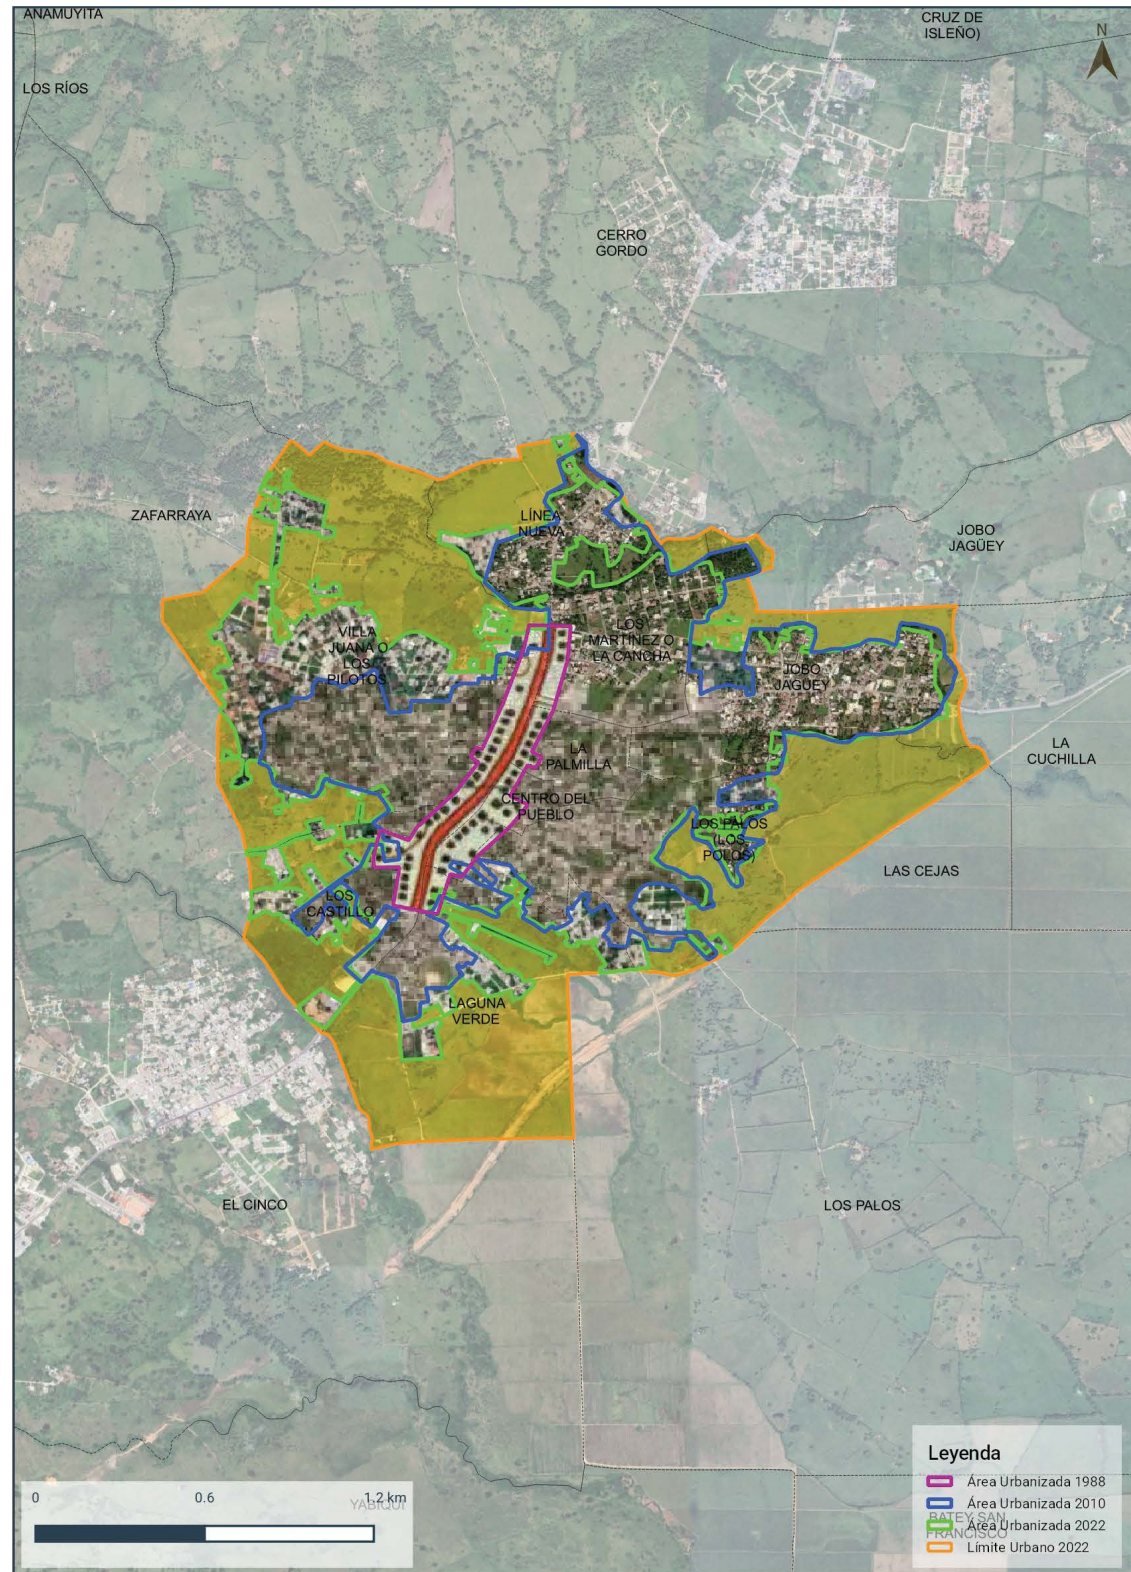 ANAMUYITA
CRUZ DE
ISLEÑO)
N
LOS RÍOS
CERRO
GORDO
ZAFARRAYA
LÍNEA
NUEVA
JOBO
JAGÜEY
VILLA
JUANA O
LOS
PILOTOS
LOS
MARTÍNEZ O
LA CANCHA
JOBO
JAGÜEY
LA
PALMILLA
LA
CUCHILLA
CENTRO DEL
PUEBLO
LOS PALOS
(LOS
POLOS)
LAS CEJAS
LOS
CASTILLO
LAGUNA
VERDE
EL CINCO
LOS PALOS
Leyenda
Área Urbanizada 1988
Área Urbanizada 2010
Área Urbanizada 2022
Límite Urbano 2022
BATEY SAN
FRANCISCO
0 0.6 1.2 km
YABIQUI